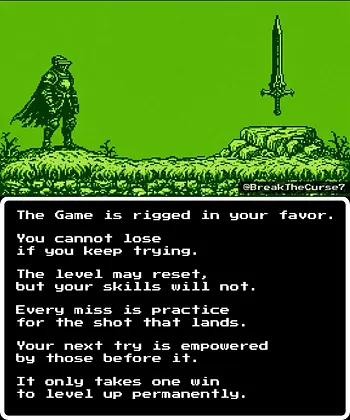 @BreakTheCurse7
The Game is rigged in your favor.
You cannot lose
if you keep trying.
The level may reset,
but your skills will not.
Every miss is practice
for the shot that lands.
Your next try is empowered
by those before it.
It only takes one win
to level up permanently.